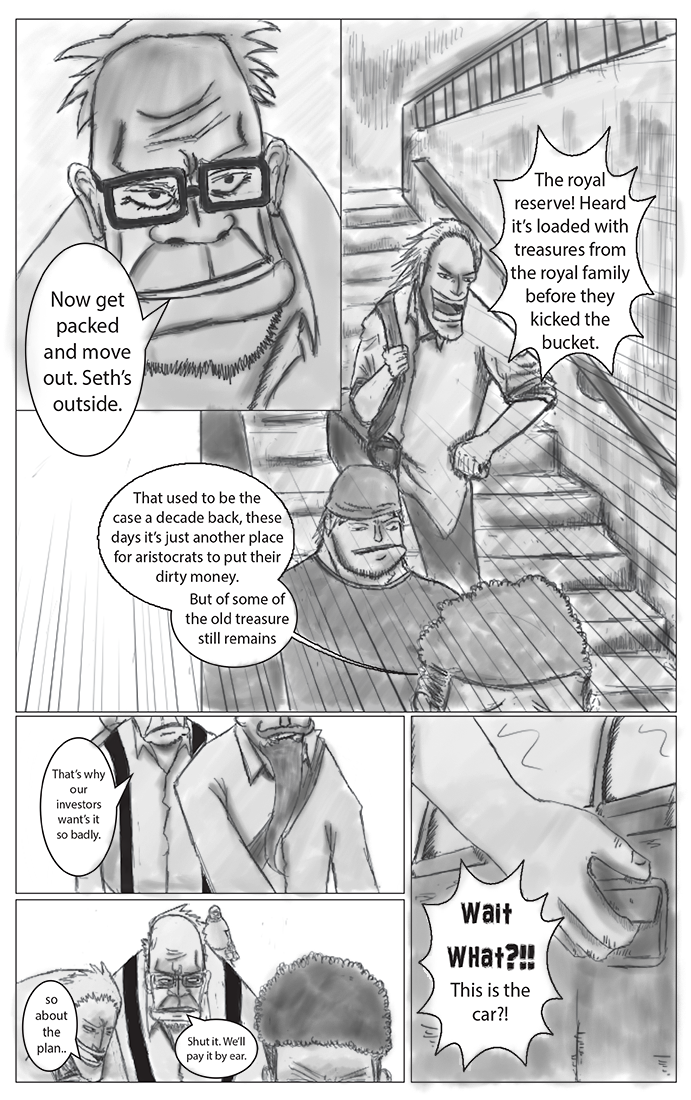 Now get
packed
and move
out. Seth's
outside.
The royal
reserve! Heard
it's loaded with
treasures from
the royal family
before they
kicked the
bucket.
That used to be the
case a decade back, these
days it's just another place
for aristocrats to put their
dirty money.
But of some of
the old treasure
still remains
That's why
our
investors
want's it
so badly.
so
about
the
plan..
Shut it. We'll
pay it by ear.
Wait
What?!!
This is the
car?!